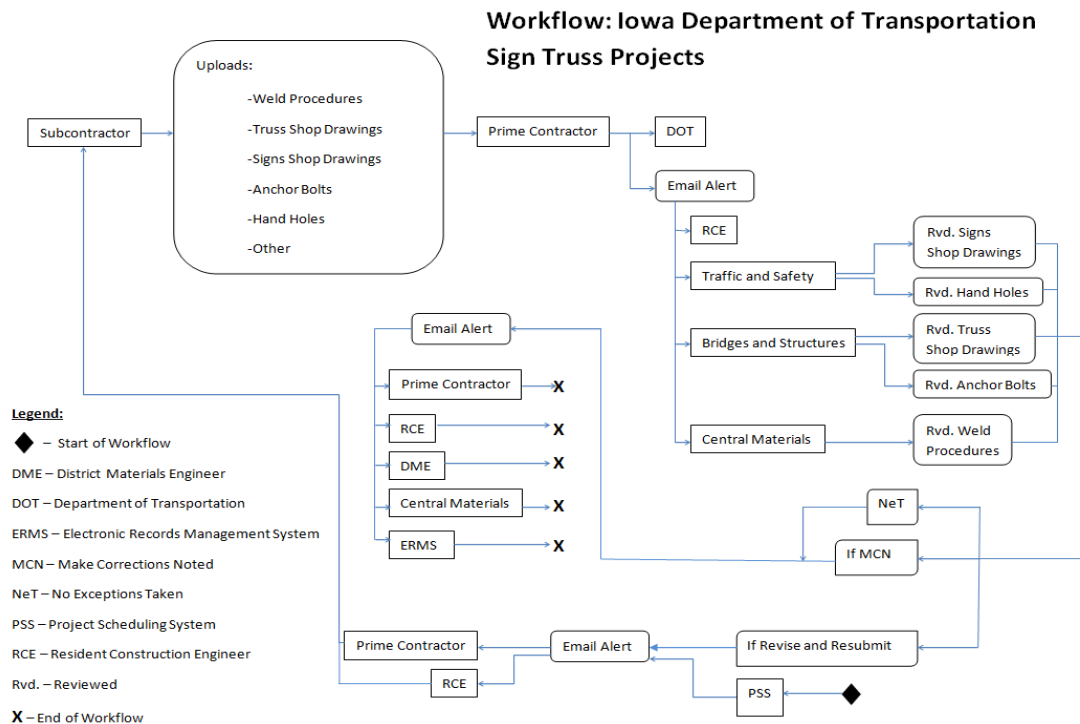 Workflow: Iowa Department of Transportation
Sign Truss Projects
Uploads:
-Weld Procedures
-Truss Shop Drawings
-Signs Shop Drawings
-Anchor Bolts
-Hand Holes
-Other
Subcontractor
Prime Contractor
DOT
Email Alert
RCE
Traffic and Safety
Bridges and Structures
Central Materials
Rvd. Signs
Shop Drawings
Rvd. Hand Holes
Rvd. Truss
Shop Drawings
Rvd. Anchor Bolts
Rvd. Weld
Procedures
Email Alert
Prime Contractor
X
RCE
X
DME
X
Central Materials
X
ERMS
X
NeT
If MCN
If Revise and Resubmit
Email Alert
Prime Contractor
RCE
PSS
Legend:
– Start of Workflow
DME – District Materials Engineer
DOT – Department of Transportation
ERMS – Electronic Records Management System
MCN – Make Corrections Noted
NeT – No Exceptions Taken
PSS – Project Scheduling System
RCE – Resident Construction Engineer
Rvd. – Reviewed
X – End of Workflow